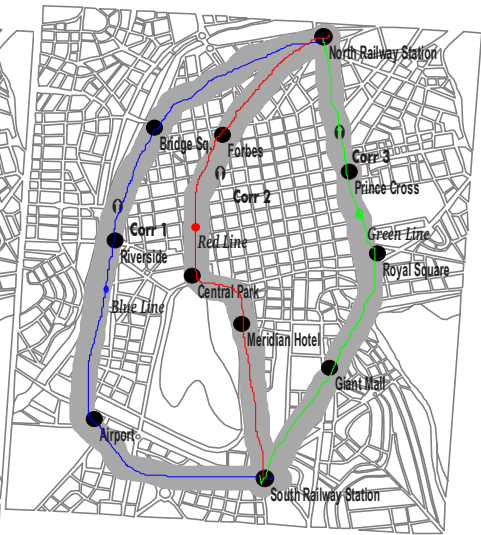 North Railway Station
Bridge Sq.
Forbes
Corr 3
Prince Cross
Corr 2
Corr 1
Green Line
Red Line
Riverside
Royal Square
Central Park
Blue Line
Meridian Hotel
Giant Mall
Airport
South Railway Station